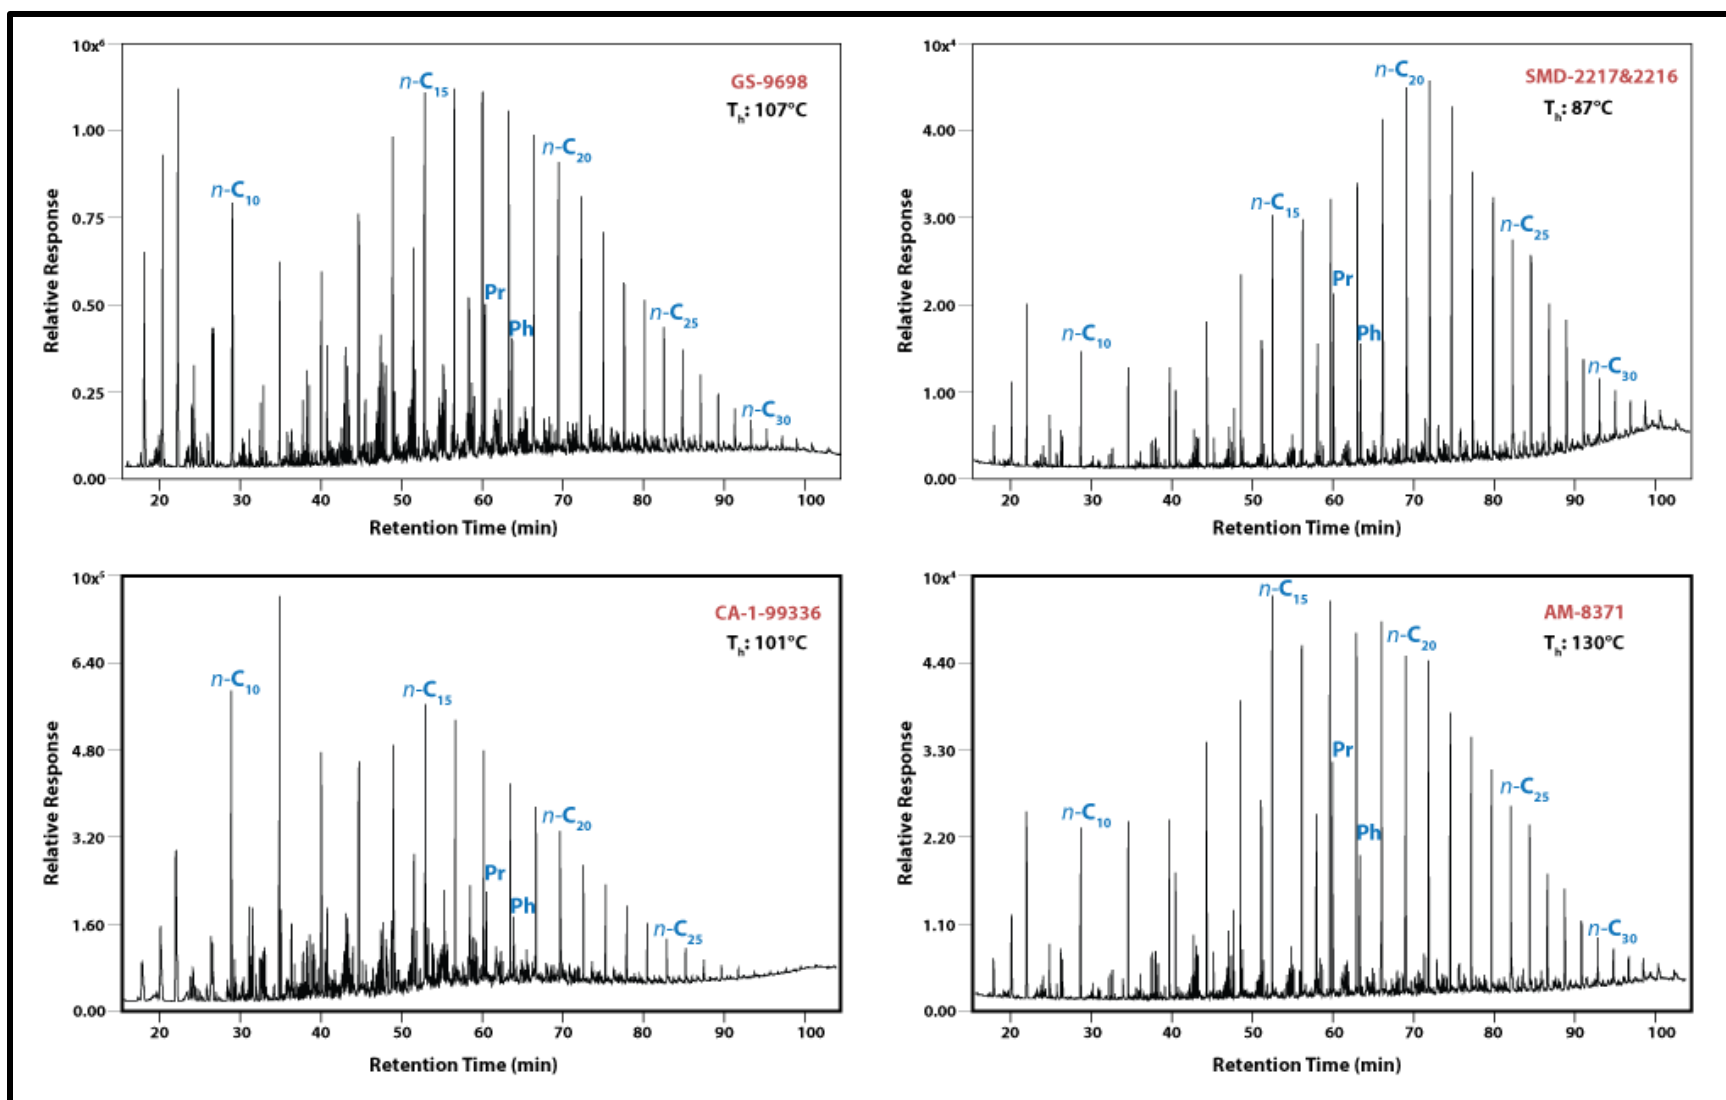 10x⁶
GS-9698
Tₕ: 107°C
n-C₁₀
n-C₁₅
n-C₂₀
n-C₂₅
n-C₃₀
Pr
Ph
1.00
0.75
0.50
0.25
0.00
Relative Response
20 30 40 50 60 70 80 90 100
Retention Time (min)
10x⁴
SMD-2217&2216
Tₕ: 87°C
n-C₁₀
n-C₁₅
n-C₂₀
n-C₂₅
n-C₃₀
Pr
Ph
4.00
3.00
2.00
1.00
0.00
Relative Response
20 30 40 50 60 70 80 90 100
Retention Time (min)
10x⁵
CA-1-99336
Tₕ: 101°C
n-C₁₀
n-C₁₅
n-C₂₀
n-C₂₅
Pr
Ph
6.40
4.80
3.20
1.60
0.00
Relative Response
20 30 40 50 60 70 80 90 100
Retention Time (min)
10x⁴
AM-8371
Tₕ: 130°C
n-C₁₀
n-C₁₅
n-C₂₀
n-C₂₅
n-C₃₀
Pr
Ph
4.40
3.30
2.20
1.10
0.00
Relative Response
20 30 40 50 60 70 80 90 100
Retention Time (min)